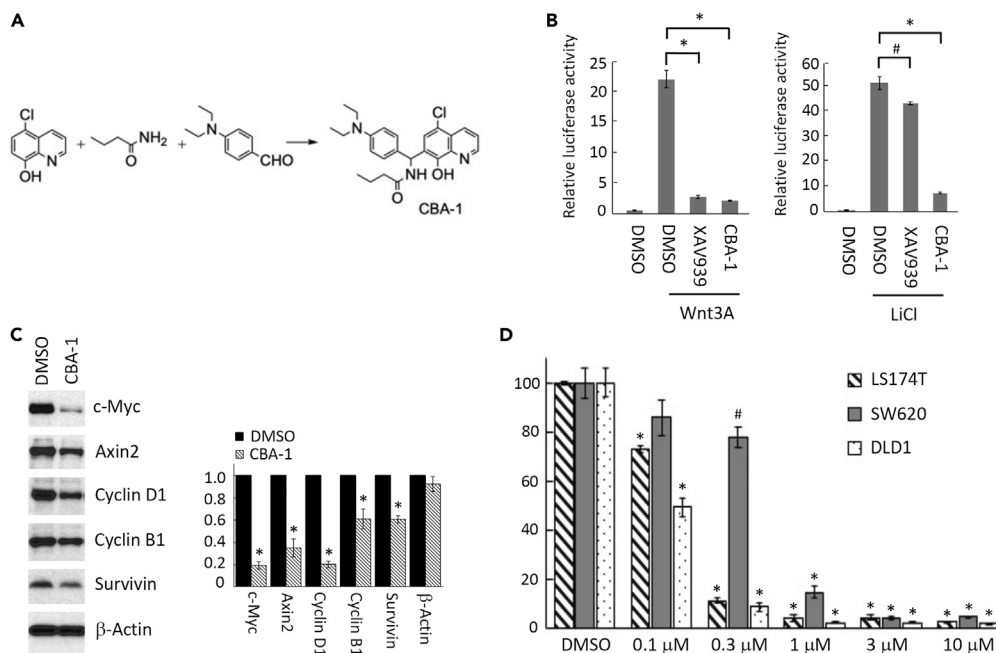 A
Cl
N
OH
+
NH₂
O
+
N
CHO
N
Cl
N
NH
OH
O
CBA-1
B
Relative luciferase activity
25
20
15
10
5
0
*
*
DMSO
DMSO
XAV939
CBA-1
Wnt3A
Relative luciferase activity
60
50
40
30
20
10
0
*
#
DMSO
DMSO
XAV939
CBA-1
LiCl
C
DMSO
CBA-1
c-Myc
Axin2
Cyclin D1
Cyclin B1
Survivin
β-Actin
DMSO
CBA-1
1.0
0.8
0.6
0.4
0.2
* * * * *
c-Myc
Axin2
Cyclin D1
Cyclin B1
Survivin
β-Actin
D
LS174T
SW620
DLD1
100
80
60
40
20
0
* *
* # *
* * *
* * *
* * *
DMSO 0.1 μM 0.3 μM 1 μM 3 μM 10 μM